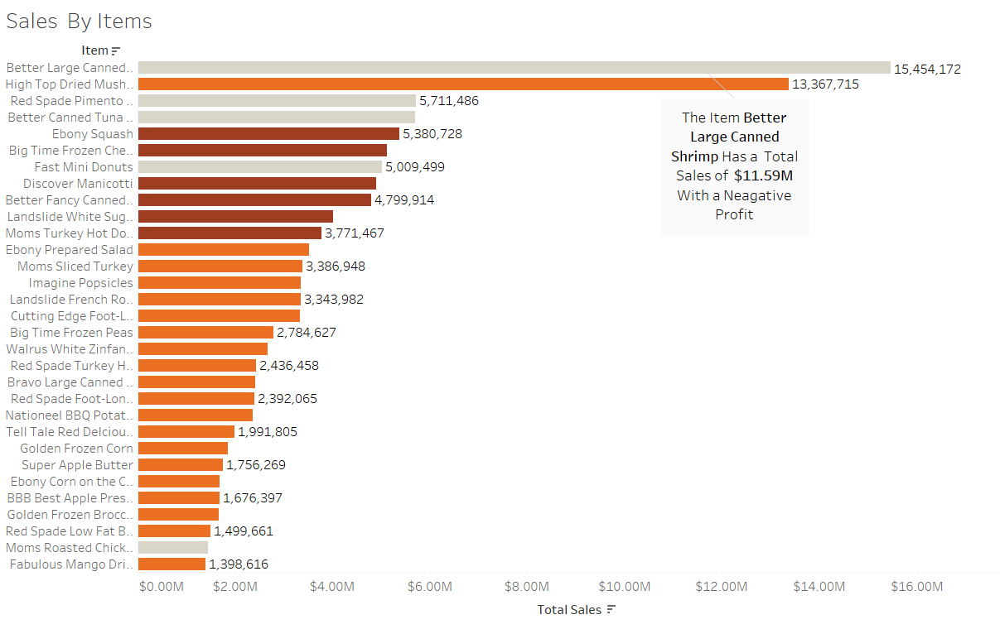 Sales By Items
Item
Better Large Canned.. 15,454,172
High Top Dried Mush.. 13,367,715
Red Spade Pimento .. 5,711,486
Better Canned Tuna ..
Ebony Squash 5,380,728
Big Time Frozen Che..
Fast Mini Donuts 5,009,499
Discover Manicotti
Better Fancy Canned.. 4,799,914
Landslide White Sug..
Moms Turkey Hot Do.. 3,771,467
Ebony Prepared Salad
Moms Sliced Turkey 3,386,948
Imagine Popsicles
Landslide French Ro.. 3,343,982
Cutting Edge Foot-L..
Big Time Frozen Peas 2,784,627
Walrus White Zinfan..
Red Spade Turkey H.. 2,436,458
Bravo Large Canned ..
Red Spade Foot-Lon.. 2,392,065
Nationeel BBQ Potat..
Tell Tale Red Delciou.. 1,991,805
Golden Frozen Corn
Super Apple Butter 1,756,269
Ebony Corn on the C..
BBB Best Apple Pres.. 1,676,397
Golden Frozen Brocc..
Red Spade Low Fat B.. 1,499,661
Moms Roasted Chick..
Fabulous Mango Dri.. 1,398,616
The Item Better
Large Canned
Shrimp Has a Total
Sales of $11.59M
With a Neagative
Profit
$0.00M $2.00M $4.00M $6.00M $8.00M $10.00M $12.00M $14.00M $16.00M
Total Sales